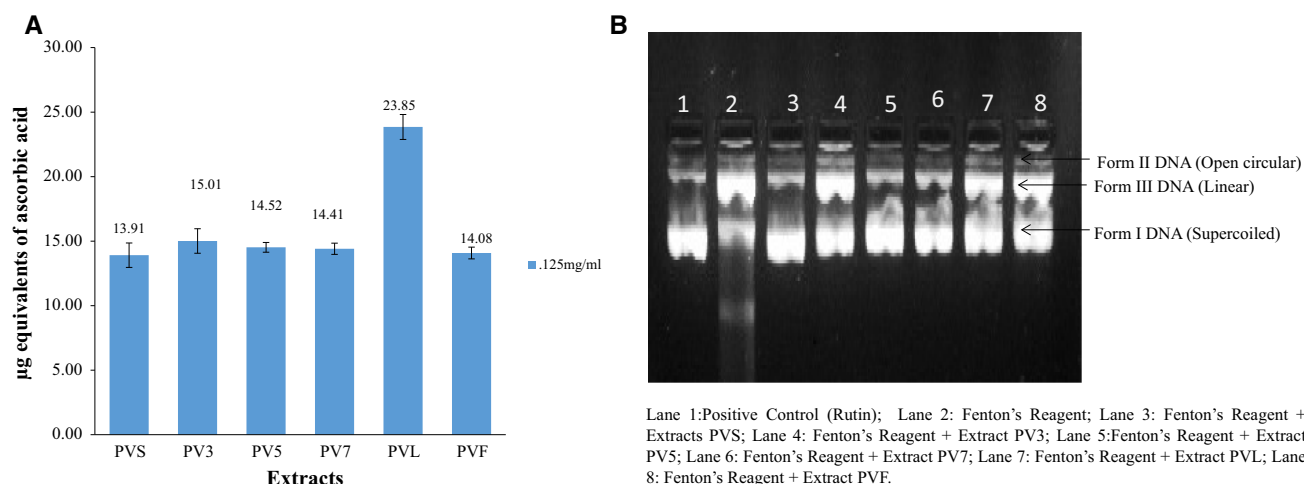 A
30.00
25.00
20.00
15.00
10.00
5.00
0.00
µg equivalents of ascorbic acid
13.91
15.01
14.52
14.41
23.85
14.08
PVS PV3 PV5 PV7 PVL PVF
Extracts
.125mg/ml
B
1 2 3 4 5 6 7 8
Form II DNA (Open circular)
Form III DNA (Linear)
Form I DNA (Supercoiled)
Lane 1:Positive Control (Rutin); Lane 2: Fenton's Reagent; Lane 3: Fenton's Reagent +
Extracts PVS; Lane 4: Fenton's Reagent + Extract PV3; Lane 5:Fenton's Reagent + Extract
PV5; Lane 6: Fenton's Reagent + Extract PV7; Lane 7: Fenton's Reagent + Extract PVL; Lane
8: Fenton's Reagent + Extract PVF.